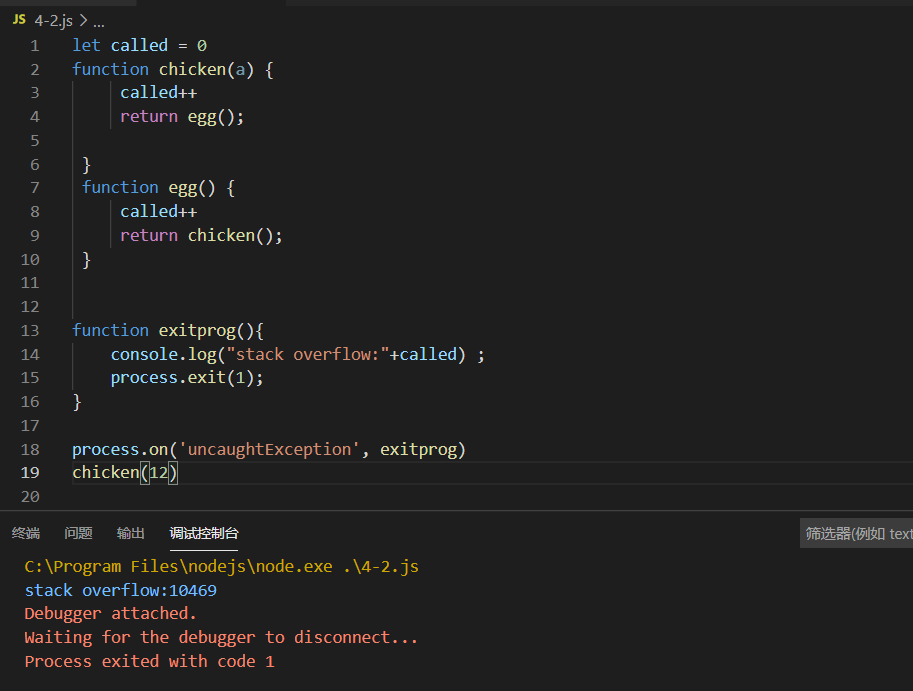 JS 4-2.js > ...
1 let called = 0
2 function chicken(a) {
3 called++
4 return egg();
5
6 }
7 function egg() {
8 called++
9 return chicken();
10 }
11
12
13 function exitprog(){
14 console.log("stack overflow:"+called) ;
15 process.exit(1);
16 }
17
18 process.on('uncaughtException', exitprog)
19 chicken(12)
20
终端 问题 输出 调试控制台 筛选器(例如 text
C:\Program Files\nodejs\node.exe .\4-2.js
stack overflow:10469
Debugger attached.
Waiting for the debugger to disconnect...
Process exited with code 1